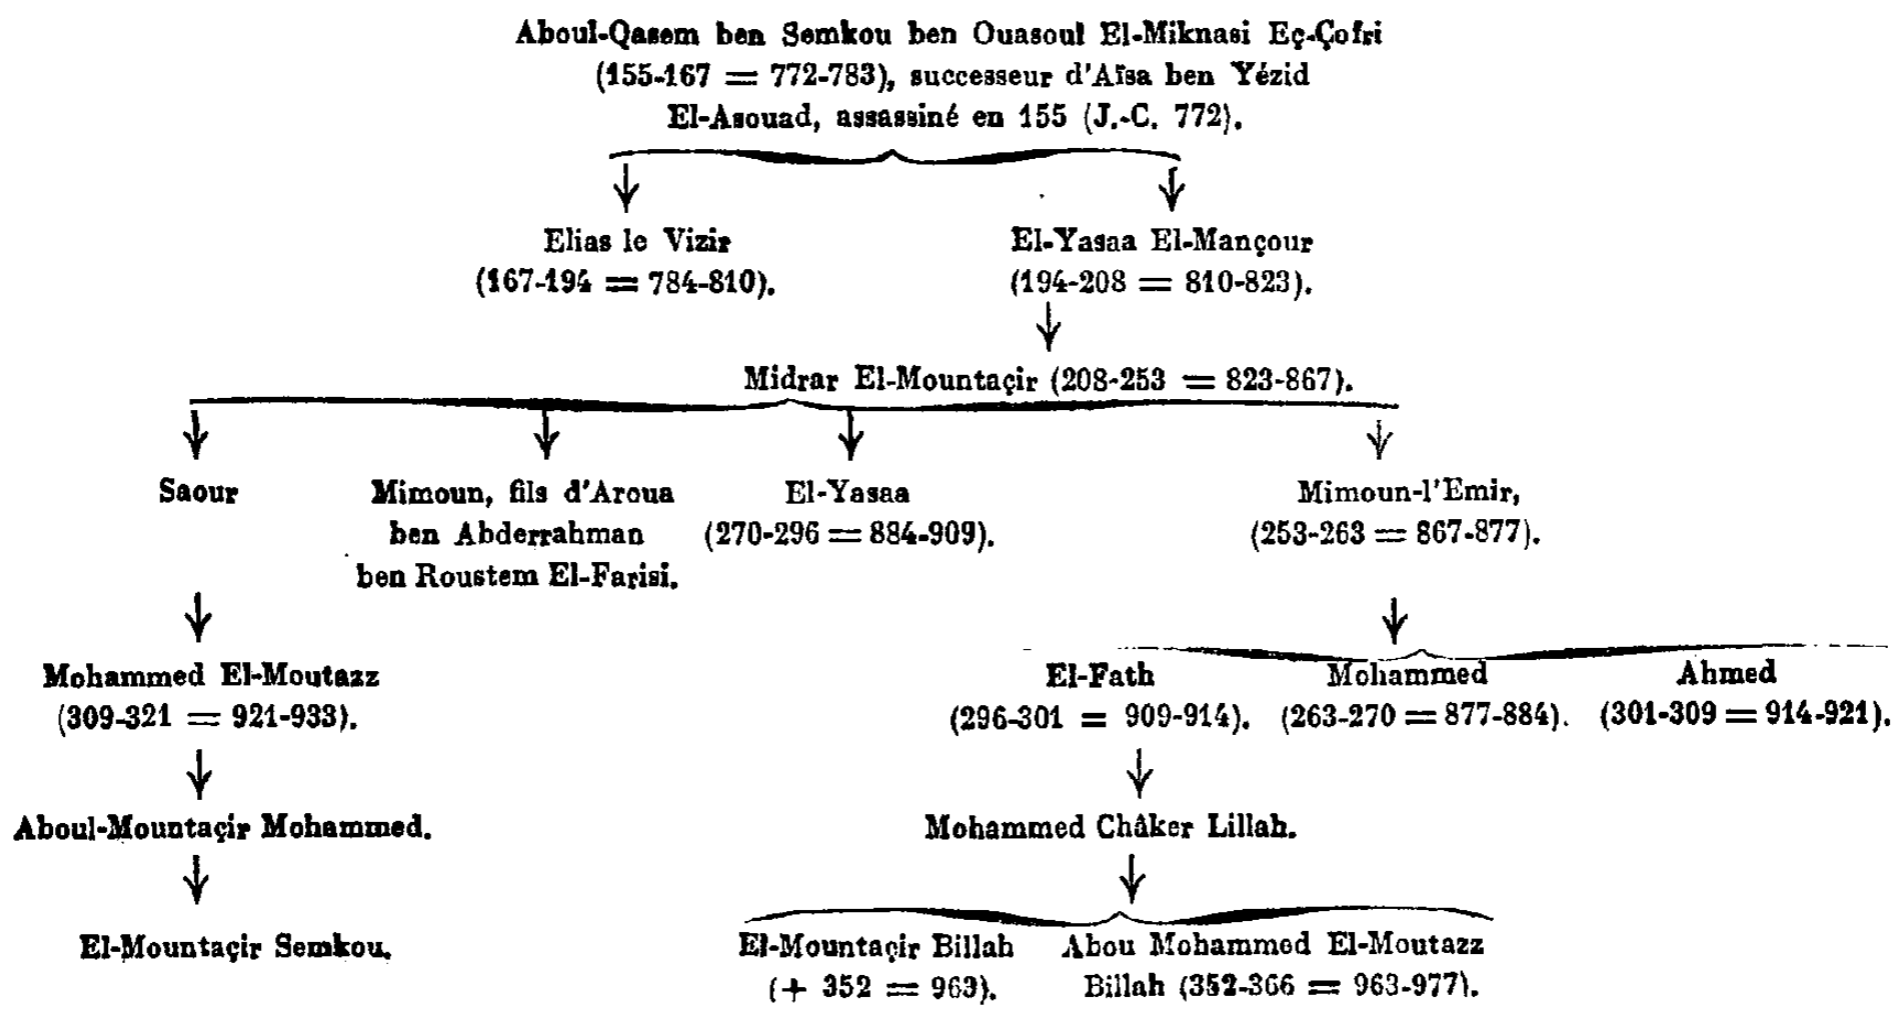 Aboul-Qasem ben Semkou ben Ouasoul El-Miknasi Eç-Çofri
(155-167 = 772-783), successeur d'Aïsa ben Yézid
El-Asouad, assassiné en 155 (J.-C. 772).
Elias le Vizir
(167-194 = 784-810).
El-Yasaa El-Mançour
(194-208 = 810-823).
Midrar El-Mountaçir (208-253 = 823-867).
Saour
Mimoun, fils d'Aroua
ben Abderrahman
ben Roustem El-Farisi.
El-Yasaa
(270-296 = 884-909).
Mimoun-l'Emir,
(253-263 = 867-877).
Mohammed El-Moutazz
(309-321 = 921-933).
El-Fath
(296-301 = 909-914).
Mohammed
(263-270 = 877-884).
Ahmed
(301-309 = 914-921).
Aboul-Mountaçir Mohammed.
Mohammed Châker Lillah.
El-Mountaçir Semkou.
El-Mountaçir Billah
(+ 352 = 963).
Abou Mohammed El-Moutazz
Billah (352-366 = 963-977).